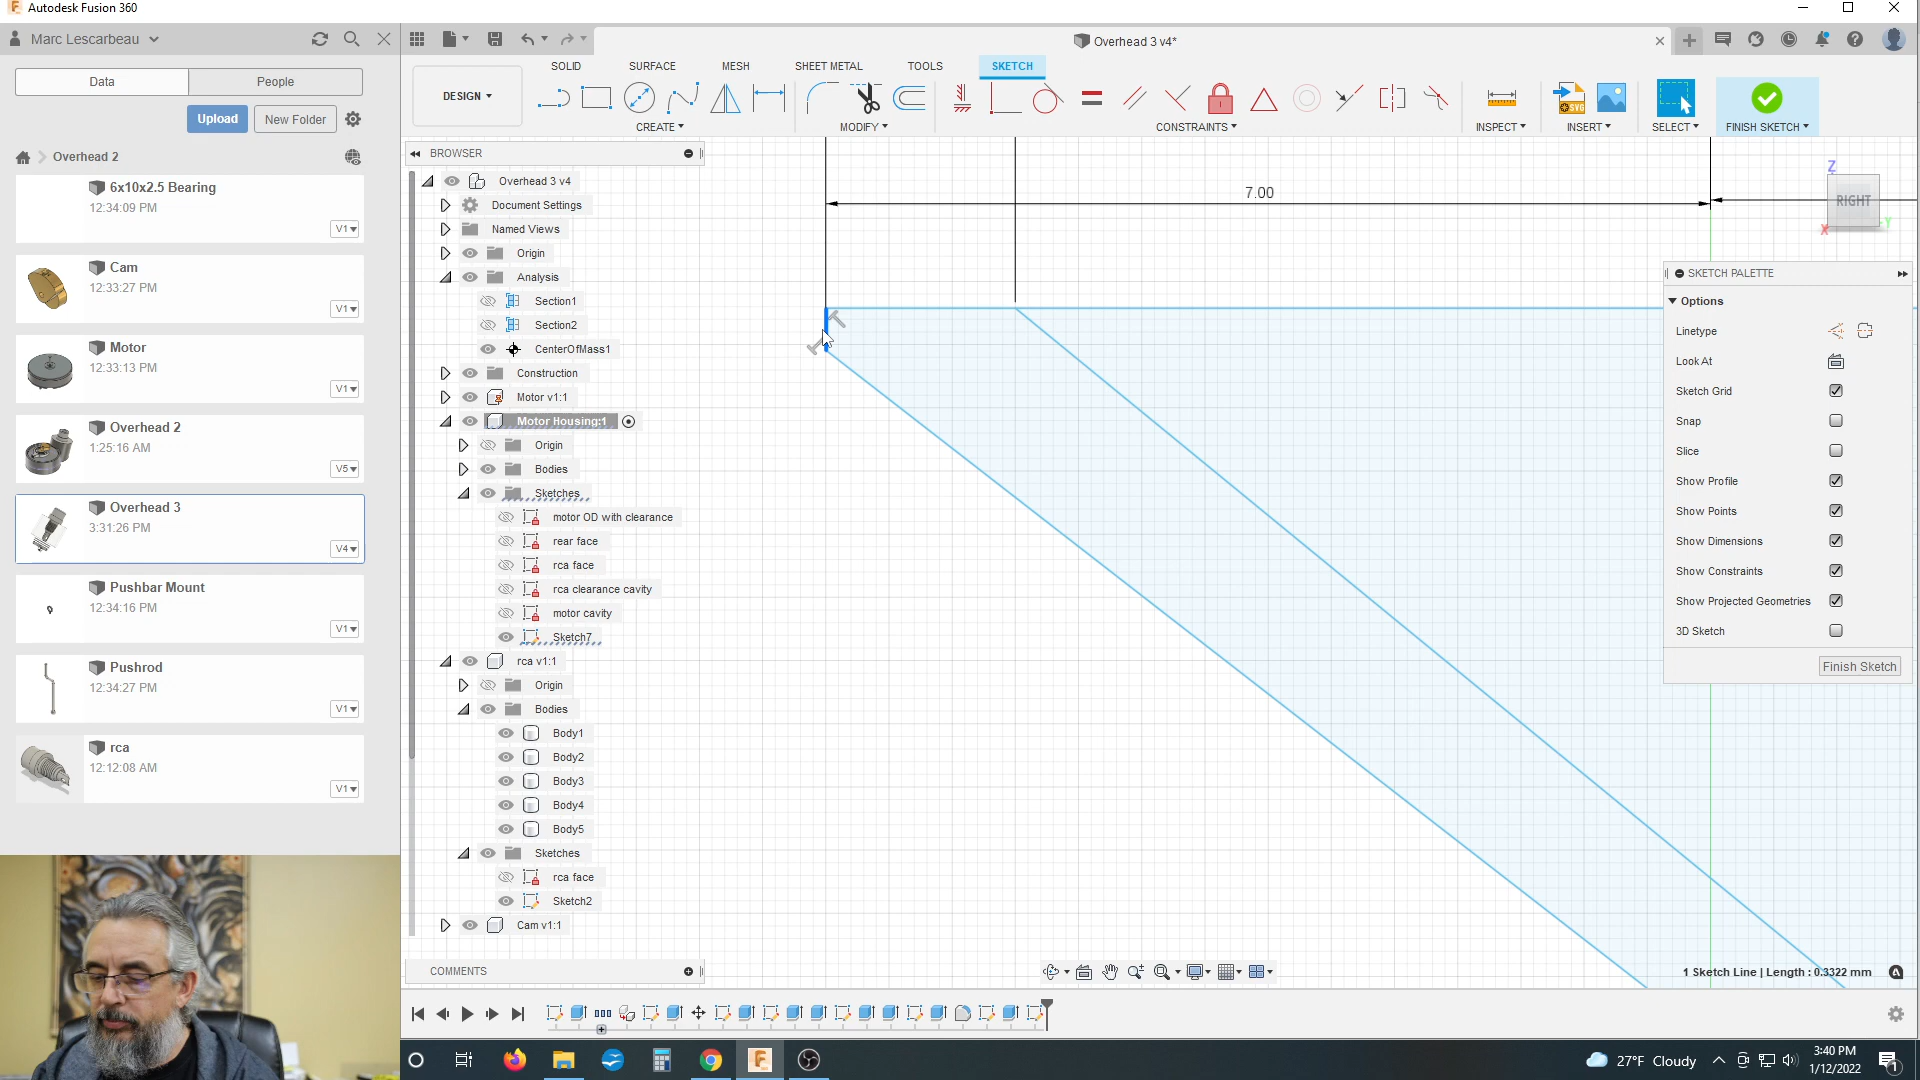 Autodesk Fusion 360
Marc Lescarbeau
Data
People
Upload
New Folder
Overhead 2
6x10x2.5 Bearing
12:34:09 PM
V1
Cam
12:33:27 PM
V1
Motor
12:33:13 PM
V1
Overhead 2
1:25:16 AM
V5
Overhead 3
3:31:26 PM
V4
Pushbar Mount
12:34:16 PM
V1
Pushrod
12:34:27 PM
V1
rca
12:12:08 AM
V1
Overhead 3 v4*
SOLID
SURFACE
MESH
SHEET METAL
TOOLS
SKETCH
DESIGN
CREATE
MODIFY
CONSTRAINTS
INSPECT
INSERT
SELECT
FINISH SKETCH
SVG
BROWSER
Overhead 3 v4
Document Settings
Named Views
Origin
Analysis
Section1
Section2
CenterOfMass1
Construction
Motor v1:1
Motor Housing:1
Origin
Bodies
Sketches
motor OD with clearance
rear face
rca face
rca clearance cavity
motor cavity
Sketch7
rca v1:1
Origin
Bodies
Body1
Body2
Body3
Body4
Body5
Sketches
rca face
Sketch2
Cam v1:1
COMMENTS
7.00
Z
RIGHT
X
Y
SKETCH PALETTE
Options
Linetype
Look At
Sketch Grid
Snap
Slice
Show Profile
Show Points
Show Dimensions
Show Constraints
Show Projected Geometries
3D Sketch
Finish Sketch
1 Sketch Line | Length : 0.3322 mm
27°F Cloudy
3:40 PM
1/12/2022
1